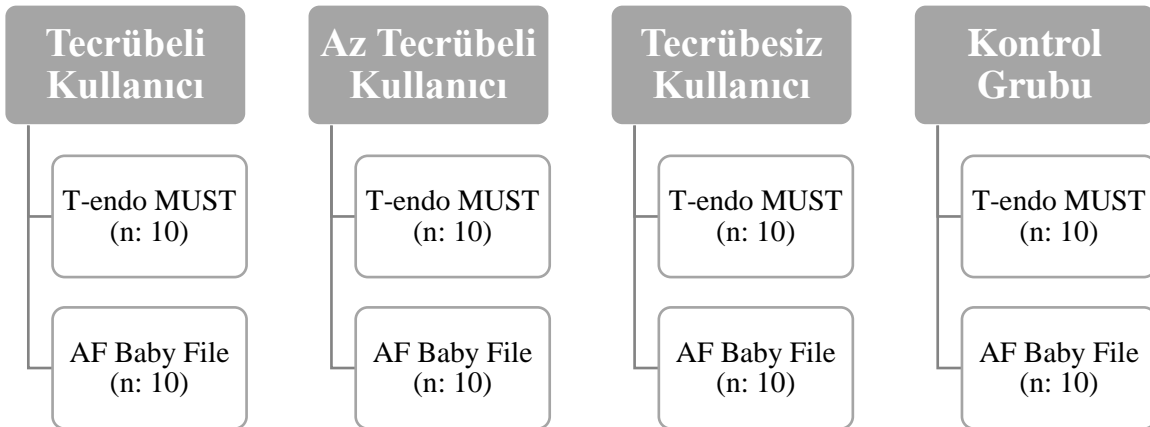 Tecrübeli
Kullanıcı
T-endo MUST
(n: 10)
AF Baby File
(n: 10)
Az Tecrübeli
Kullanıcı
T-endo MUST
(n: 10)
AF Baby File
(n: 10)
Tecrübesiz
Kullanıcı
T-endo MUST
(n: 10)
AF Baby File
(n: 10)
Kontrol
Grubu
T-endo MUST
(n: 10)
AF Baby File
(n: 10)